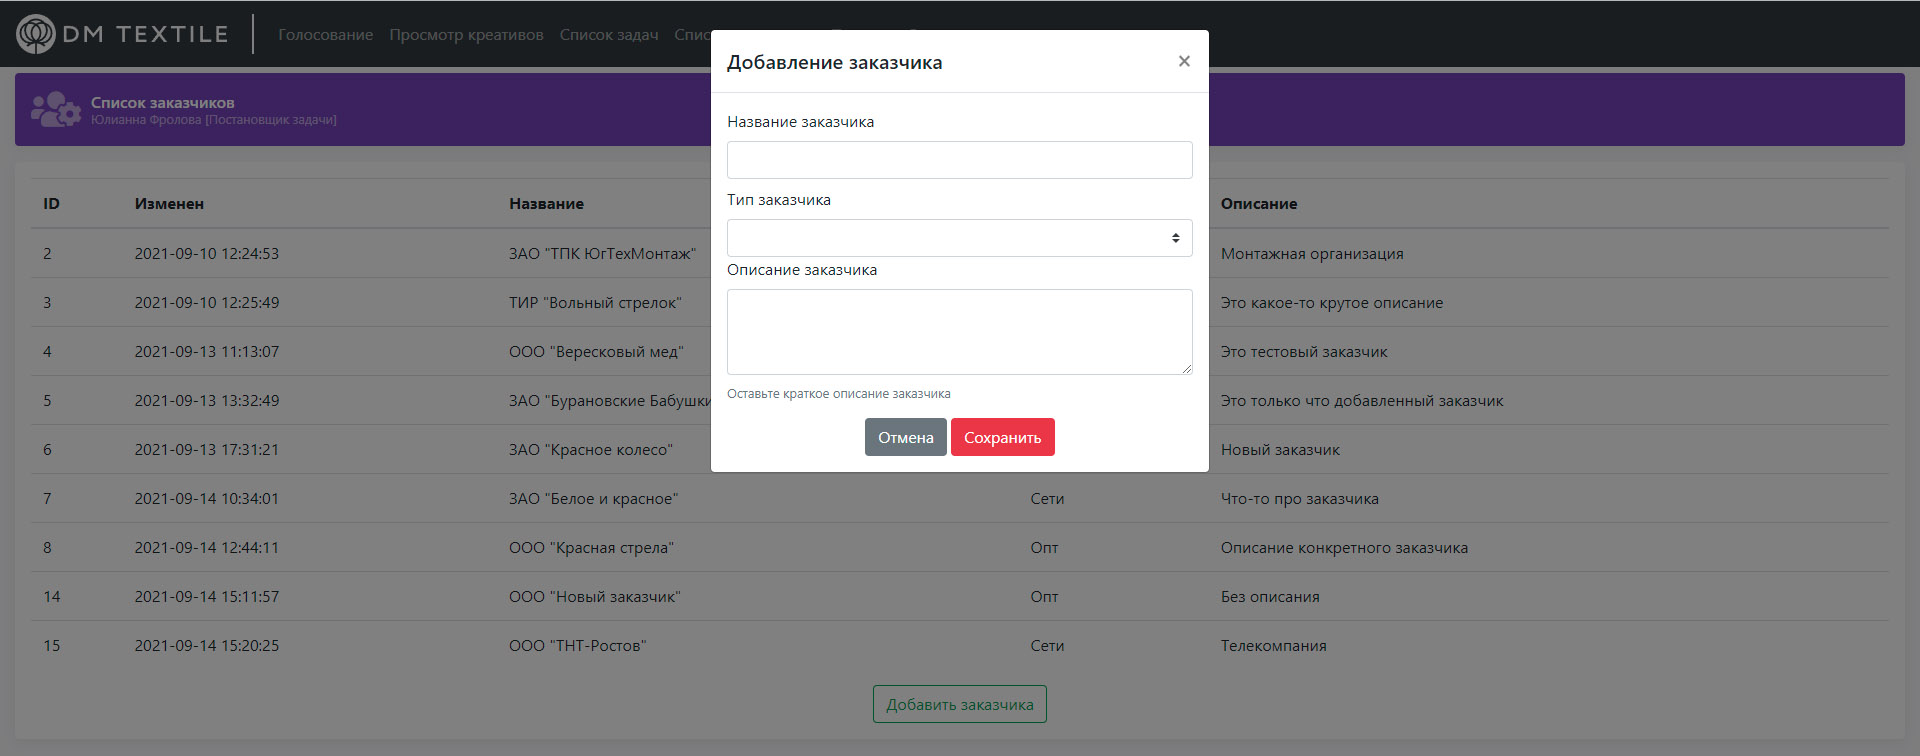 DM TEXTILE
Голосование Просмотр креативов Список задач
Список заказчиков
Юлианна Фролова [Постановщик задачи]
Добавление заказчика
×
Название заказчика
Тип заказчика
Описание заказчика
Оставьте краткое описание заказчика
Отмена Сохранить
ID Изменен Название Описание
2 2021-09-10 12:24:53 ЗАО "ТПК ЮгТехМонтаж" Монтажная организация
3 2021-09-10 12:25:49 ТИР "Вольный стрелок" Это какое-то крутое описание
4 2021-09-13 11:13:07 ООО "Вересковый мед" Это тестовый заказчик
5 2021-09-13 13:32:49 ЗАО "Бурановские Бабушки Это только что добавленный заказчик
6 2021-09-13 17:31:21 ЗАО "Красное колесо" Новый заказчик
7 2021-09-14 10:34:01 ЗАО "Белое и красное" Сети Что-то про заказчика
8 2021-09-14 12:44:11 ООО "Красная стрела" Опт Описание конкретного заказчика
14 2021-09-14 15:11:57 ООО "Новый заказчик" Опт Без описания
15 2021-09-14 15:20:25 ООО "ТНТ-Ростов" Сети Телекомпания
Добавить заказчика